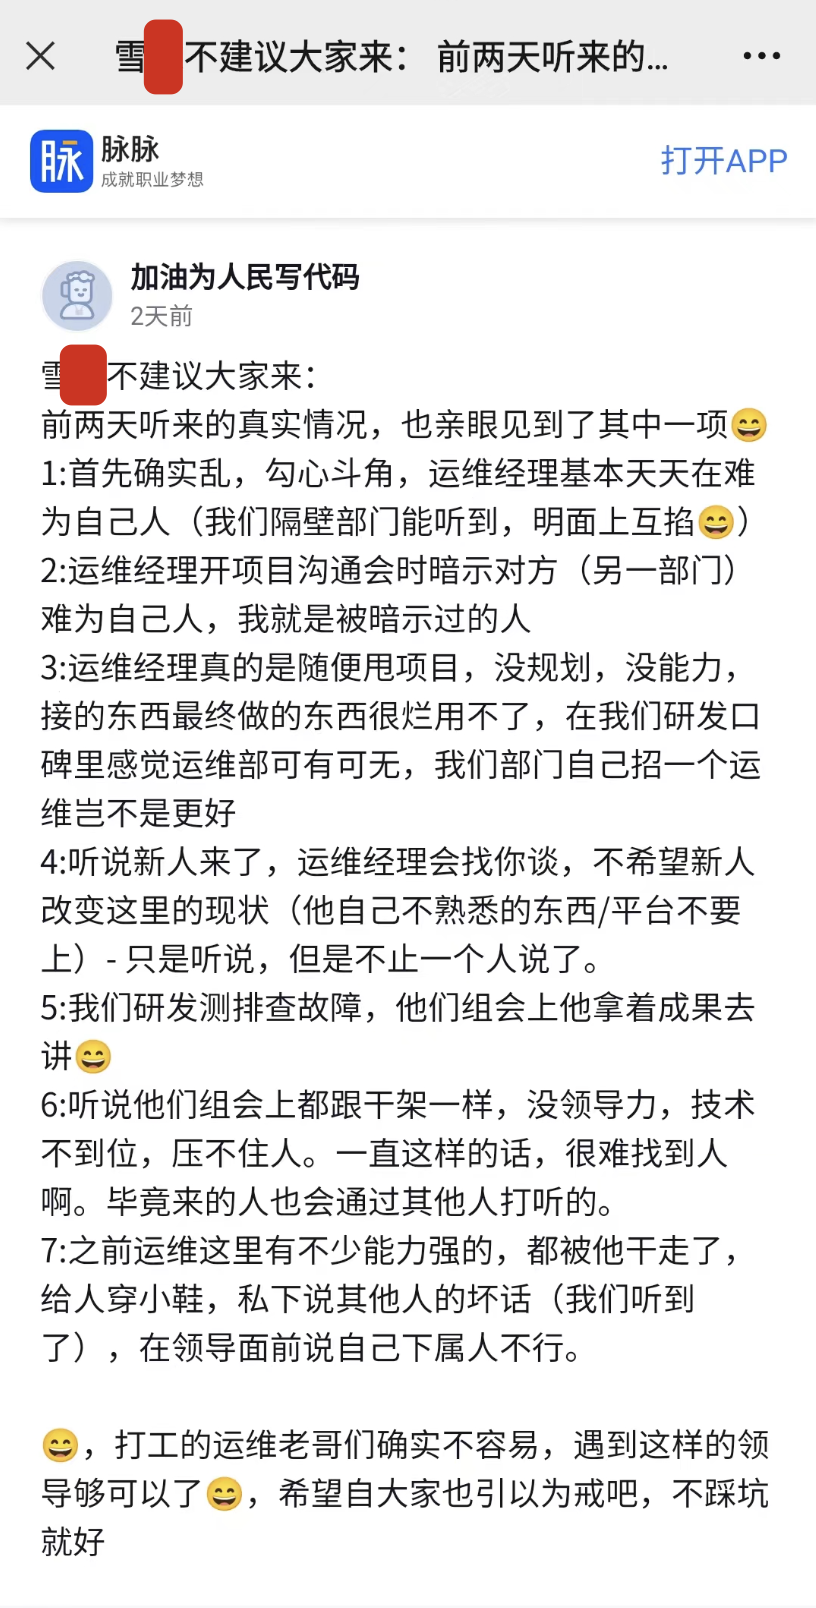 雪 不建议大家来： 前两天听来的...
脉 脉脉
成就职业梦想
打开APP
加油为人民写代码
2天前
雪 不建议大家来：
前两天听来的真实情况，也亲眼见到了其中一项😄
1:首先确实乱，勾心斗角，运维经理基本天天在难
为自己人（我们隔壁部门能听到，明面上互掐😄）
2:运维经理开项目沟通会时暗示对方（另一部门）
难为自己人，我就是被暗示过的人
3:运维经理真的是随便甩项目，没规划，没能力，
接的东西最终做的东西很烂用不了，在我们研发口
碑里感觉运维部可有可无，我们部门自己招一个运
维岂不是更好
4:听说新人来了，运维经理会找你谈，不希望新人
改变这里的现状（他自己不熟悉的东西/平台不要
上）- 只是听说，但是不止一个人说了。
5:我们研发测排查故障，他们组会上他拿着成果去
讲😄
6:听说他们组会上都跟干架一样，没领导力，技术
不到位，压不住人。一直这样的话，很难找到人
啊。毕竟来的人也会通过其他人打听的。
7:之前运维这里有不少能力强的，都被他干走了，
给人穿小鞋，私下说其他人的坏话（我们听到
了），在领导面前说自己下属人不行。
😄，打工的运维老哥们确实不容易，遇到这样的领
导够可以了😄，希望自大家也引以为戒吧，不踩坑
就好